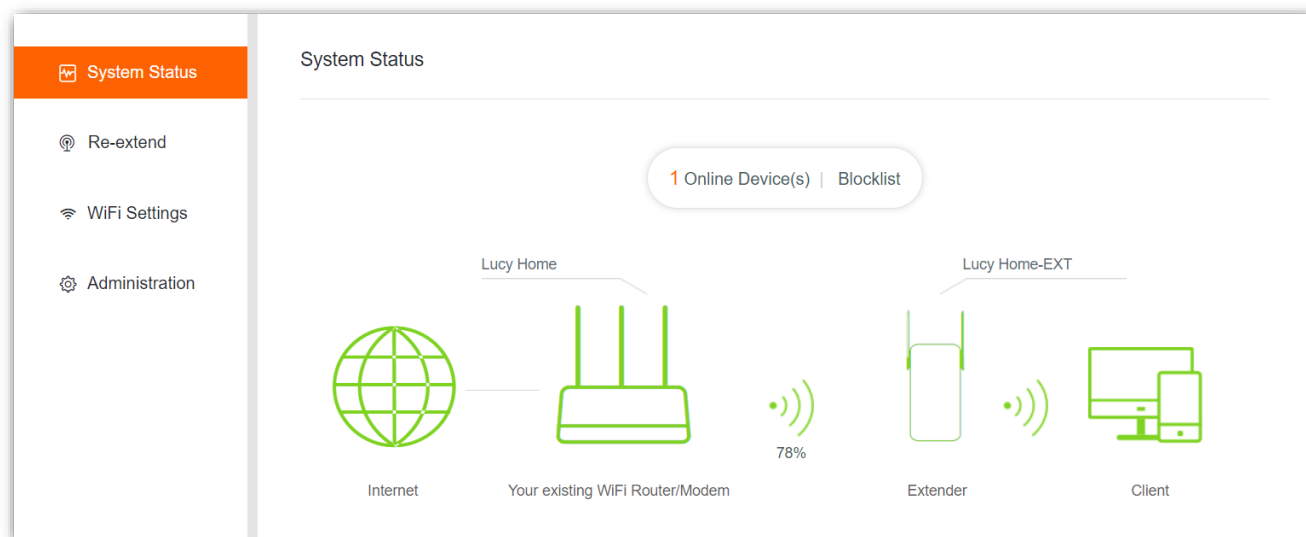 System Status
Re-extend
WiFi Settings
Administration
System Status
1 Online Device(s) | Blocklist
Lucy Home
Lucy Home-EXT
78%
Internet
Your existing WiFi Router/Modem
Extender
Client